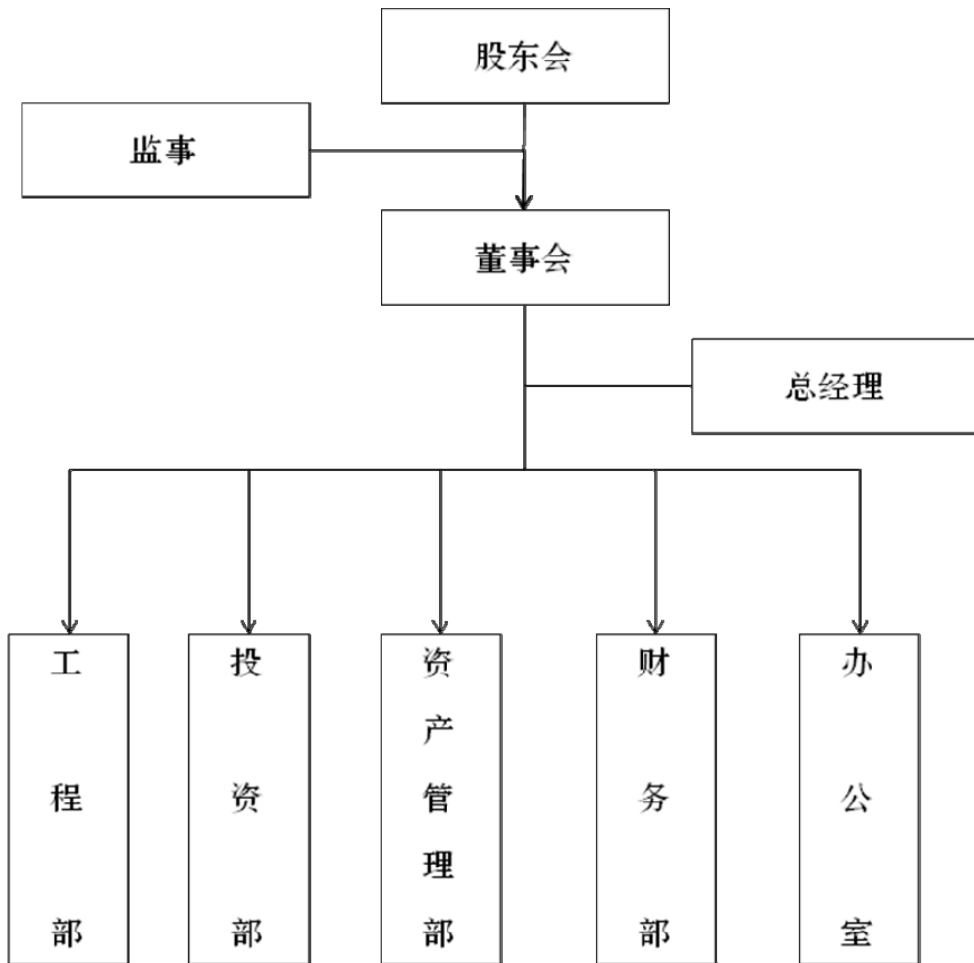 股东会
监事
董事会
总经理
工程部
投资部
资产管理部
财务部
办公室